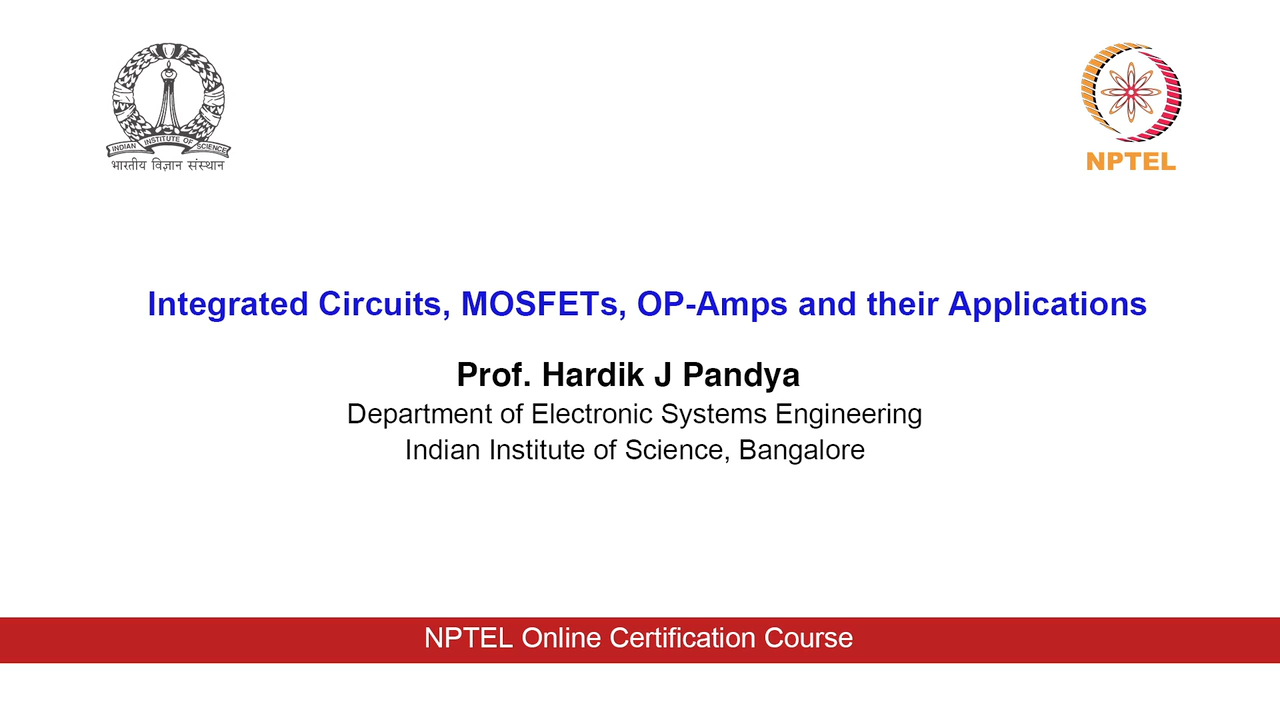 INDIAN INSTITUTE OF SCIENCE
भारतीय विज्ञान संस्थान
NPTEL
Integrated Circuits, MOSFETs, OP-Amps and their Applications
Prof. Hardik J Pandya
Department of Electronic Systems Engineering
Indian Institute of Science, Bangalore
NPTEL Online Certification Course